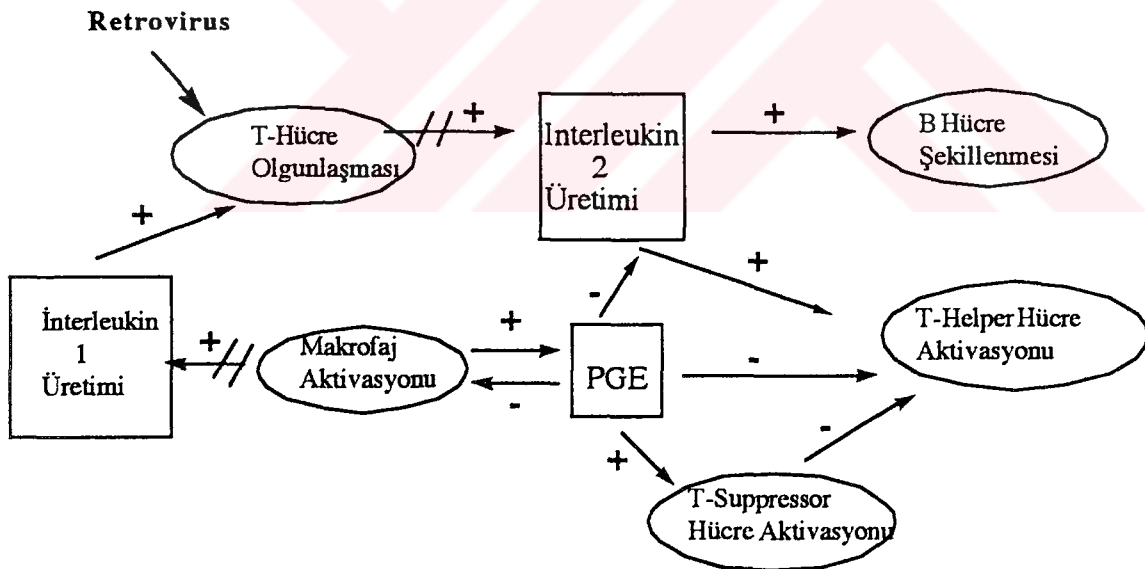 Retrovirus
T-Hücre
Olgunlaşması
+
Interleukin
2
Üretimi
+
B Hücre
Şekillenmesi
+
+
-
İnterleukin
1
Üretimi
+
Makrofaj
Aktivasyonu
+
-
PGE
-
T-Helper Hücre
Aktivasyonu
+
-
T-Suppressor
Hücre Aktivasyonu